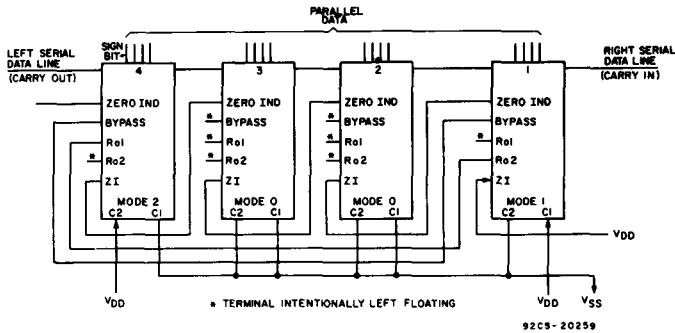 PARALLEL
DATA
LEFT SERIAL
DATA LINE
(CARRY OUT)
SIGN
BIT
4
3
2
1
RIGHT SERIAL
DATA LINE
(CARRY IN)
ZERO IND
BYPASS
Ro1
* Ro2
ZI
MODE 2
C2 C1
ZERO IND
* BYPASS
* Ro1
* Ro2
ZI
MODE 0
C2 C1
ZERO IND
* BYPASS
* Ro1
* Ro2
ZI
MODE 0
C2 C1
ZERO IND
BYPASS
* Ro1
Ro2
ZI
MODE 1
C2 C1
VDD
VDD
VDD
VSS
* TERMINAL INTENTIONALLY LEFT FLOATING
92CS-20259